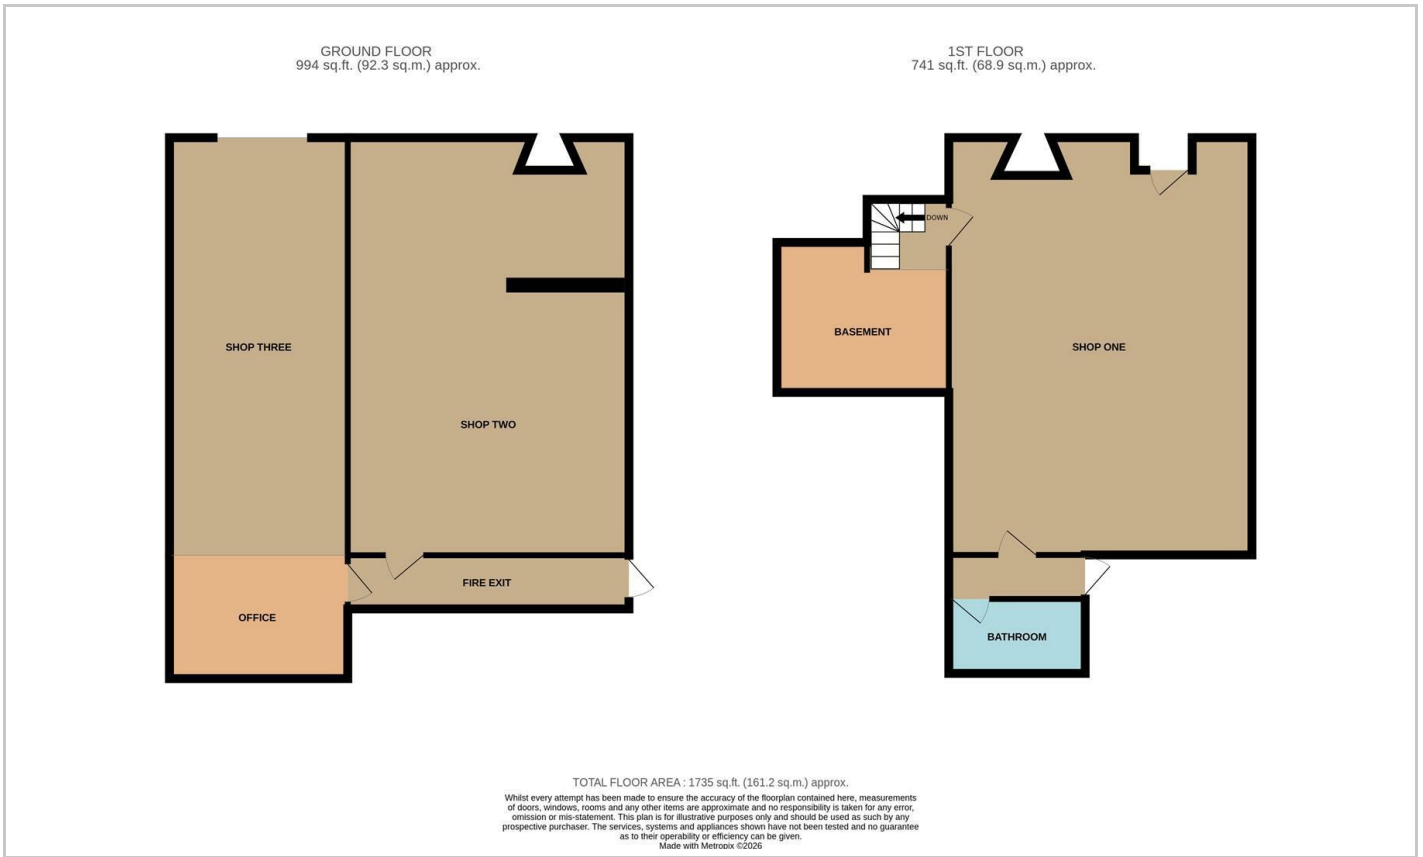 GROUND FLOOR
994 sq.ft. (92.3 sq.m.) approx.
1ST FLOOR
741 sq.ft. (68.9 sq.m.) approx.
DOWN
BASEMENT
SHOP THREE
SHOP ONE
SHOP TWO
FIRE EXIT
OFFICE
BATHROOM
TOTAL FLOOR AREA : 1735 sq.ft. (161.2 sq.m.) approx.
Whilst every attempt has been made to ensure the accuracy of the floorplan contained here, measurements
of doors, windows, rooms and any other items are approximate and no responsibility is taken for any error,
omission or mis-statement. This plan is for illustrative purposes only and should be used as such by any
prospective purchaser. The services, systems and appliances shown have not been tested and no guarantee
as to their operability or efficiency can be given.
Made with Metropix ©2026